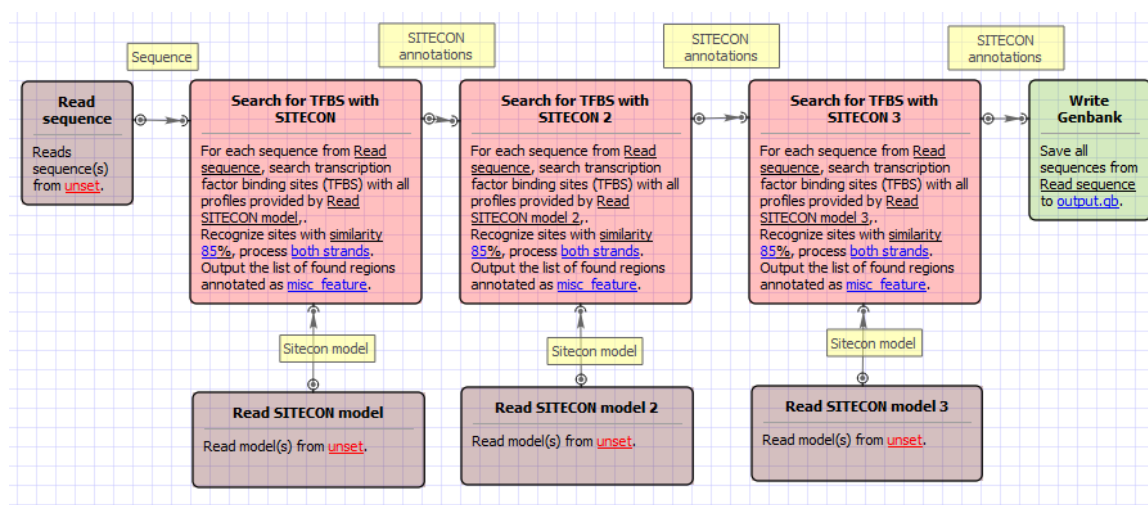 SITECON
annotations
SITECON
annotations
SITECON
annotations
Sequence
Read
sequence
Reads
sequence(s)
from unset.
Search for TFBS with
SITECON
For each sequence from Read
sequence, search transcription
factor binding sites (TFBS) with all
profiles provided by Read
SITECON model,.
Recognize sites with similarity
85%, process both strands.
Output the list of found regions
annotated as misc_feature.
Search for TFBS with
SITECON 2
For each sequence from Read
sequence, search transcription
factor binding sites (TFBS) with all
profiles provided by Read
SITECON model 2,.
Recognize sites with similarity
85%, process both strands.
Output the list of found regions
annotated as misc_feature.
Search for TFBS with
SITECON 3
For each sequence from Read
sequence, search transcription
factor binding sites (TFBS) with all
profiles provided by Read
SITECON model 3,.
Recognize sites with similarity
85%, process both strands.
Output the list of found regions
annotated as misc_feature.
Write
Genbank
Save all
sequences from
Read sequence
to output.gb.
Sitecon model
Sitecon model
Sitecon model
Read SITECON model
Read model(s) from unset.
Read SITECON model 2
Read model(s) from unset.
Read SITECON model 3
Read model(s) from unset.